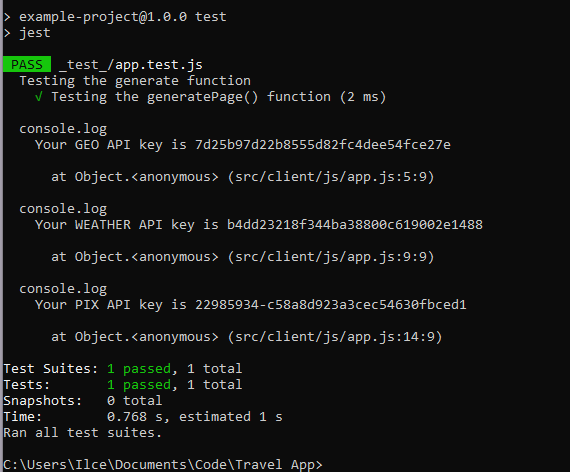 > example-project@1.0.0 test
> jest
PASS _test_/app.test.js
Testing the generate function
√ Testing the generatePage() function (2 ms)
console.log
Your GEO API key is 7d25b97d22b8555d82fc4dee54fce27e
at Object.<anonymous> (src/client/js/app.js:5:9)
console.log
Your WEATHER API key is b4dd23218f344ba38800c619002e1488
at Object.<anonymous> (src/client/js/app.js:9:9)
console.log
Your PIX API key is 22985934-c58a8d923a3cec54630fbced1
at Object.<anonymous> (src/client/js/app.js:14:9)
Test Suites: 1 passed, 1 total
Tests: 1 passed, 1 total
Snapshots: 0 total
Time: 0.768 s, estimated 1 s
Ran all test suites.
C:\Users\Ilce\Documents\Code\Travel App>